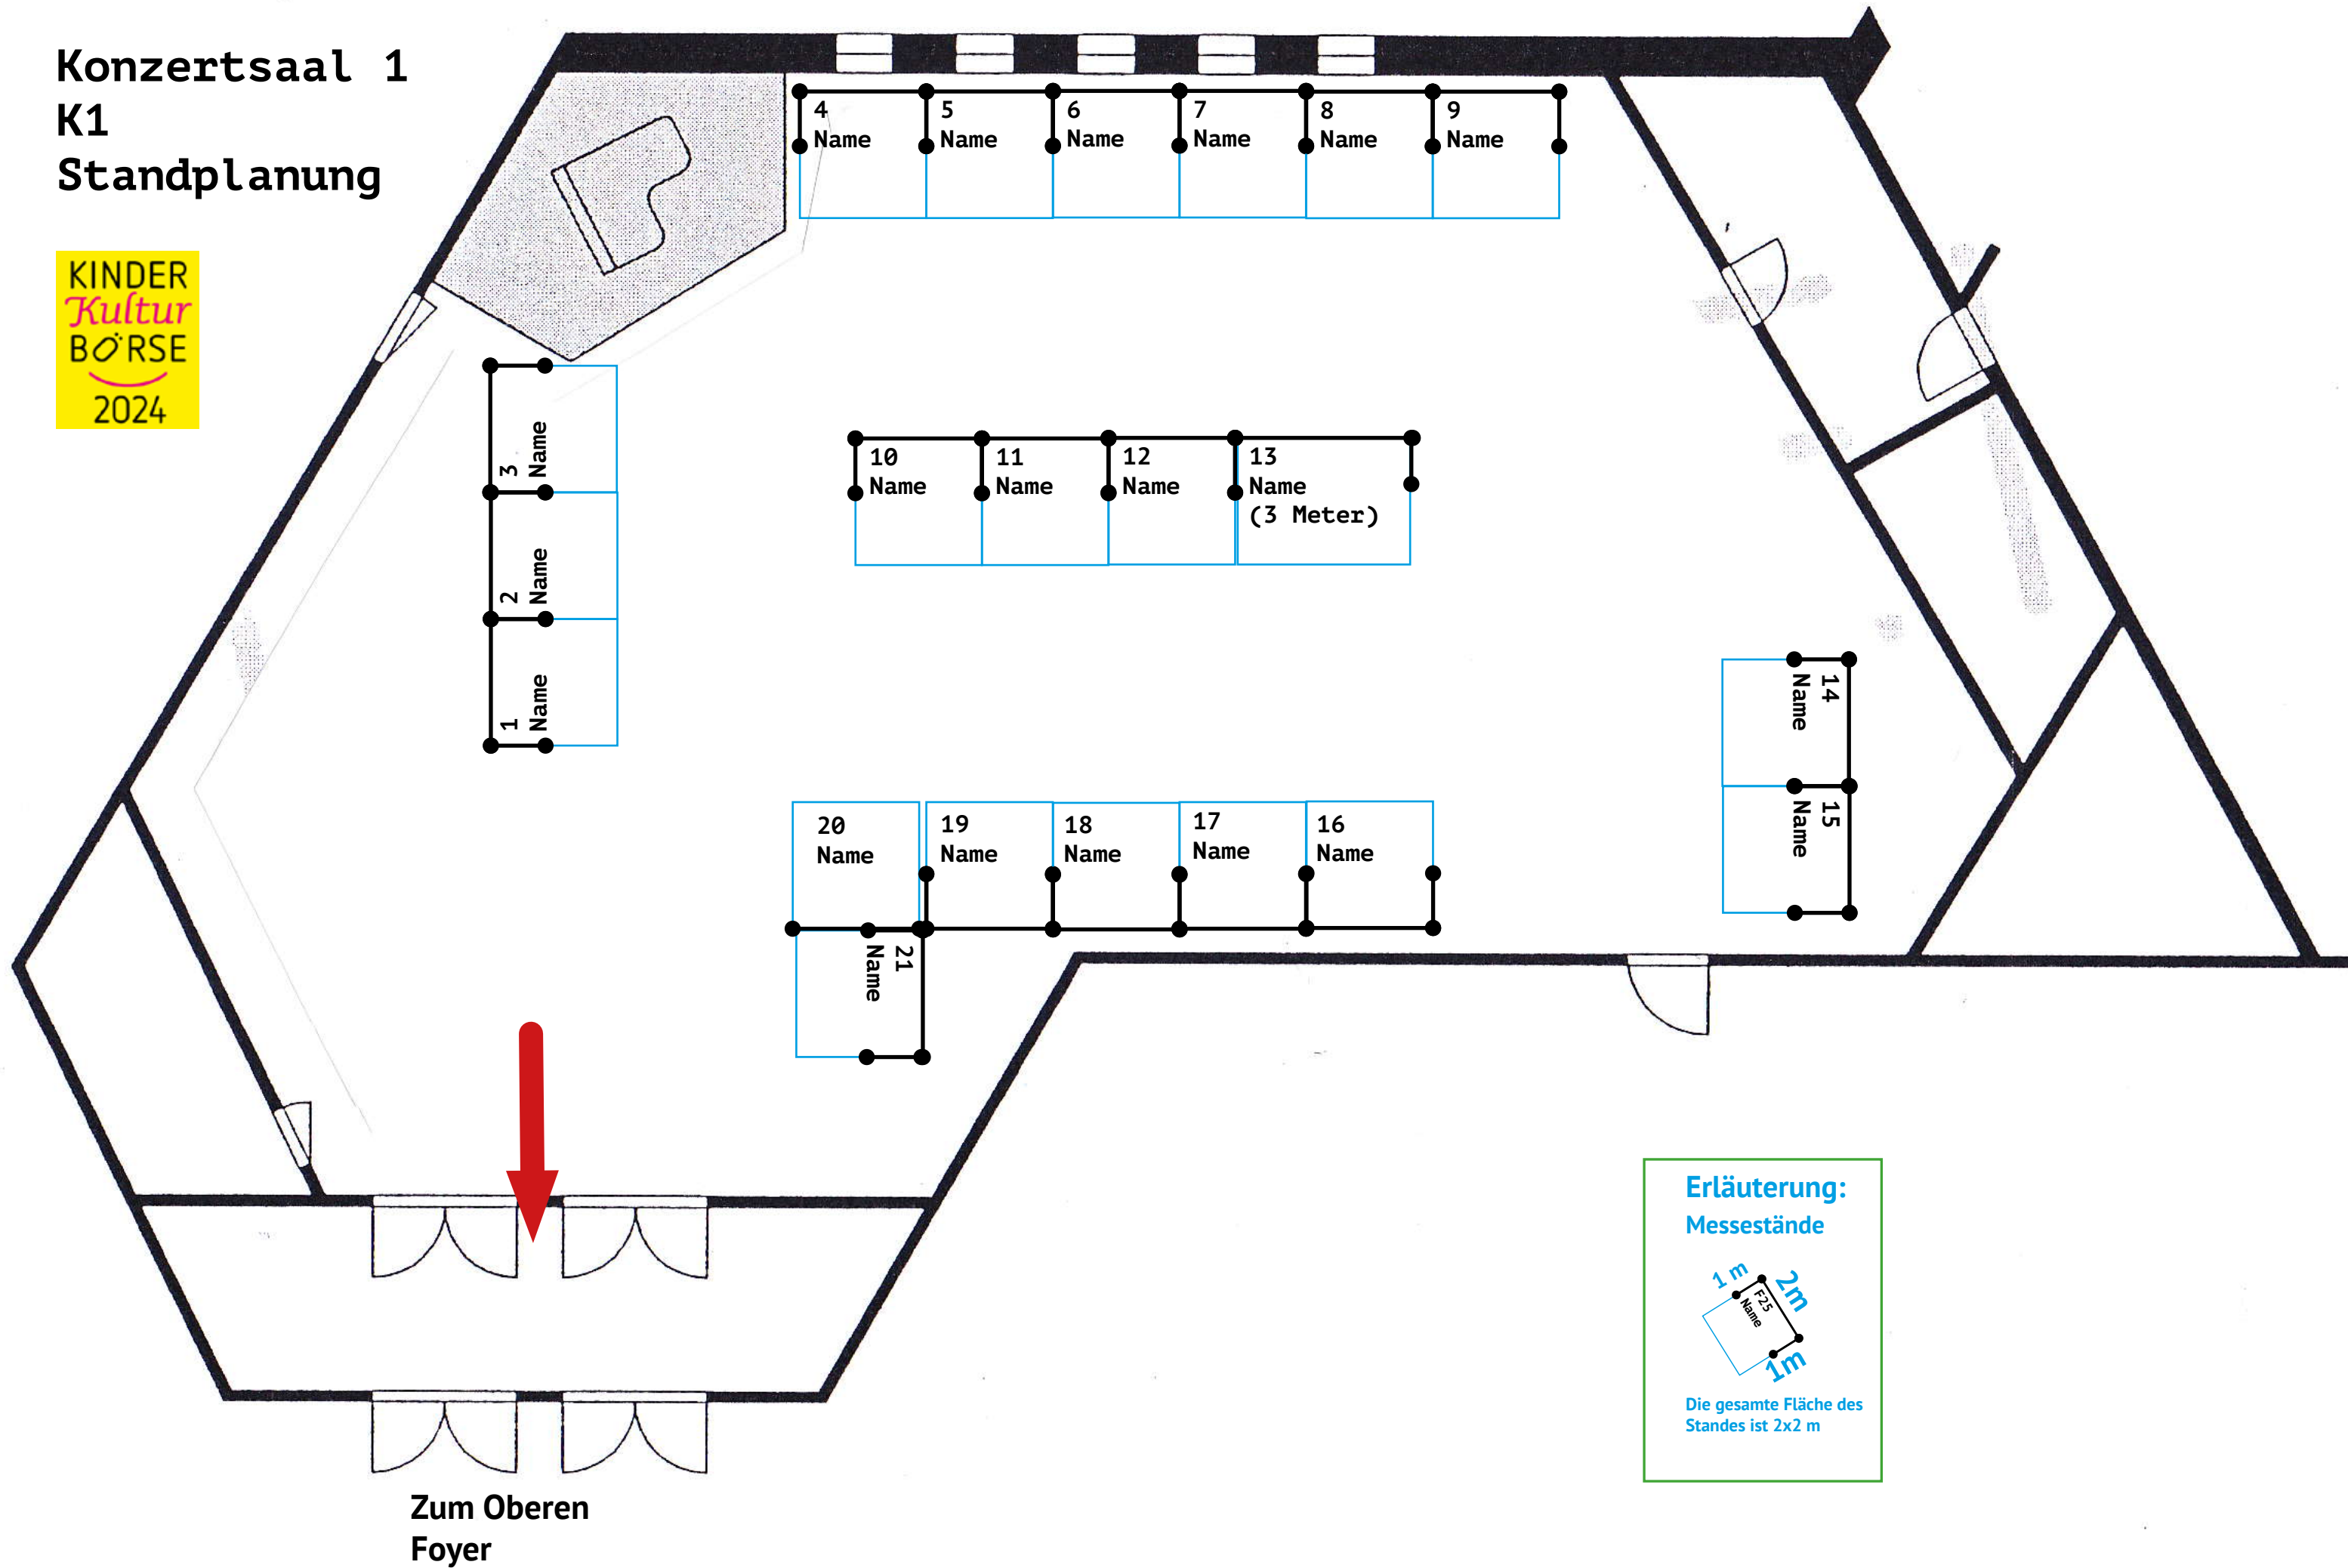 Konzertsaal 1
K1
Standplanung
KINDER
Kultur
BÖRSE
2024
4
Name
5
Name
6
Name
7
Name
8
Name
9
Name
3
Name
2
Name
1
Name
10
Name
11
Name
12
Name
13
Name
(3 Meter)
14
Name
15
Name
20
Name
19
Name
18
Name
17
Name
16
Name
21
Name
Erläuterung:
Messestände
1 m
2m
F25
Name
1m
Die gesamte Fläche des
Standes ist 2x2 m
Zum Oberen
Foyer